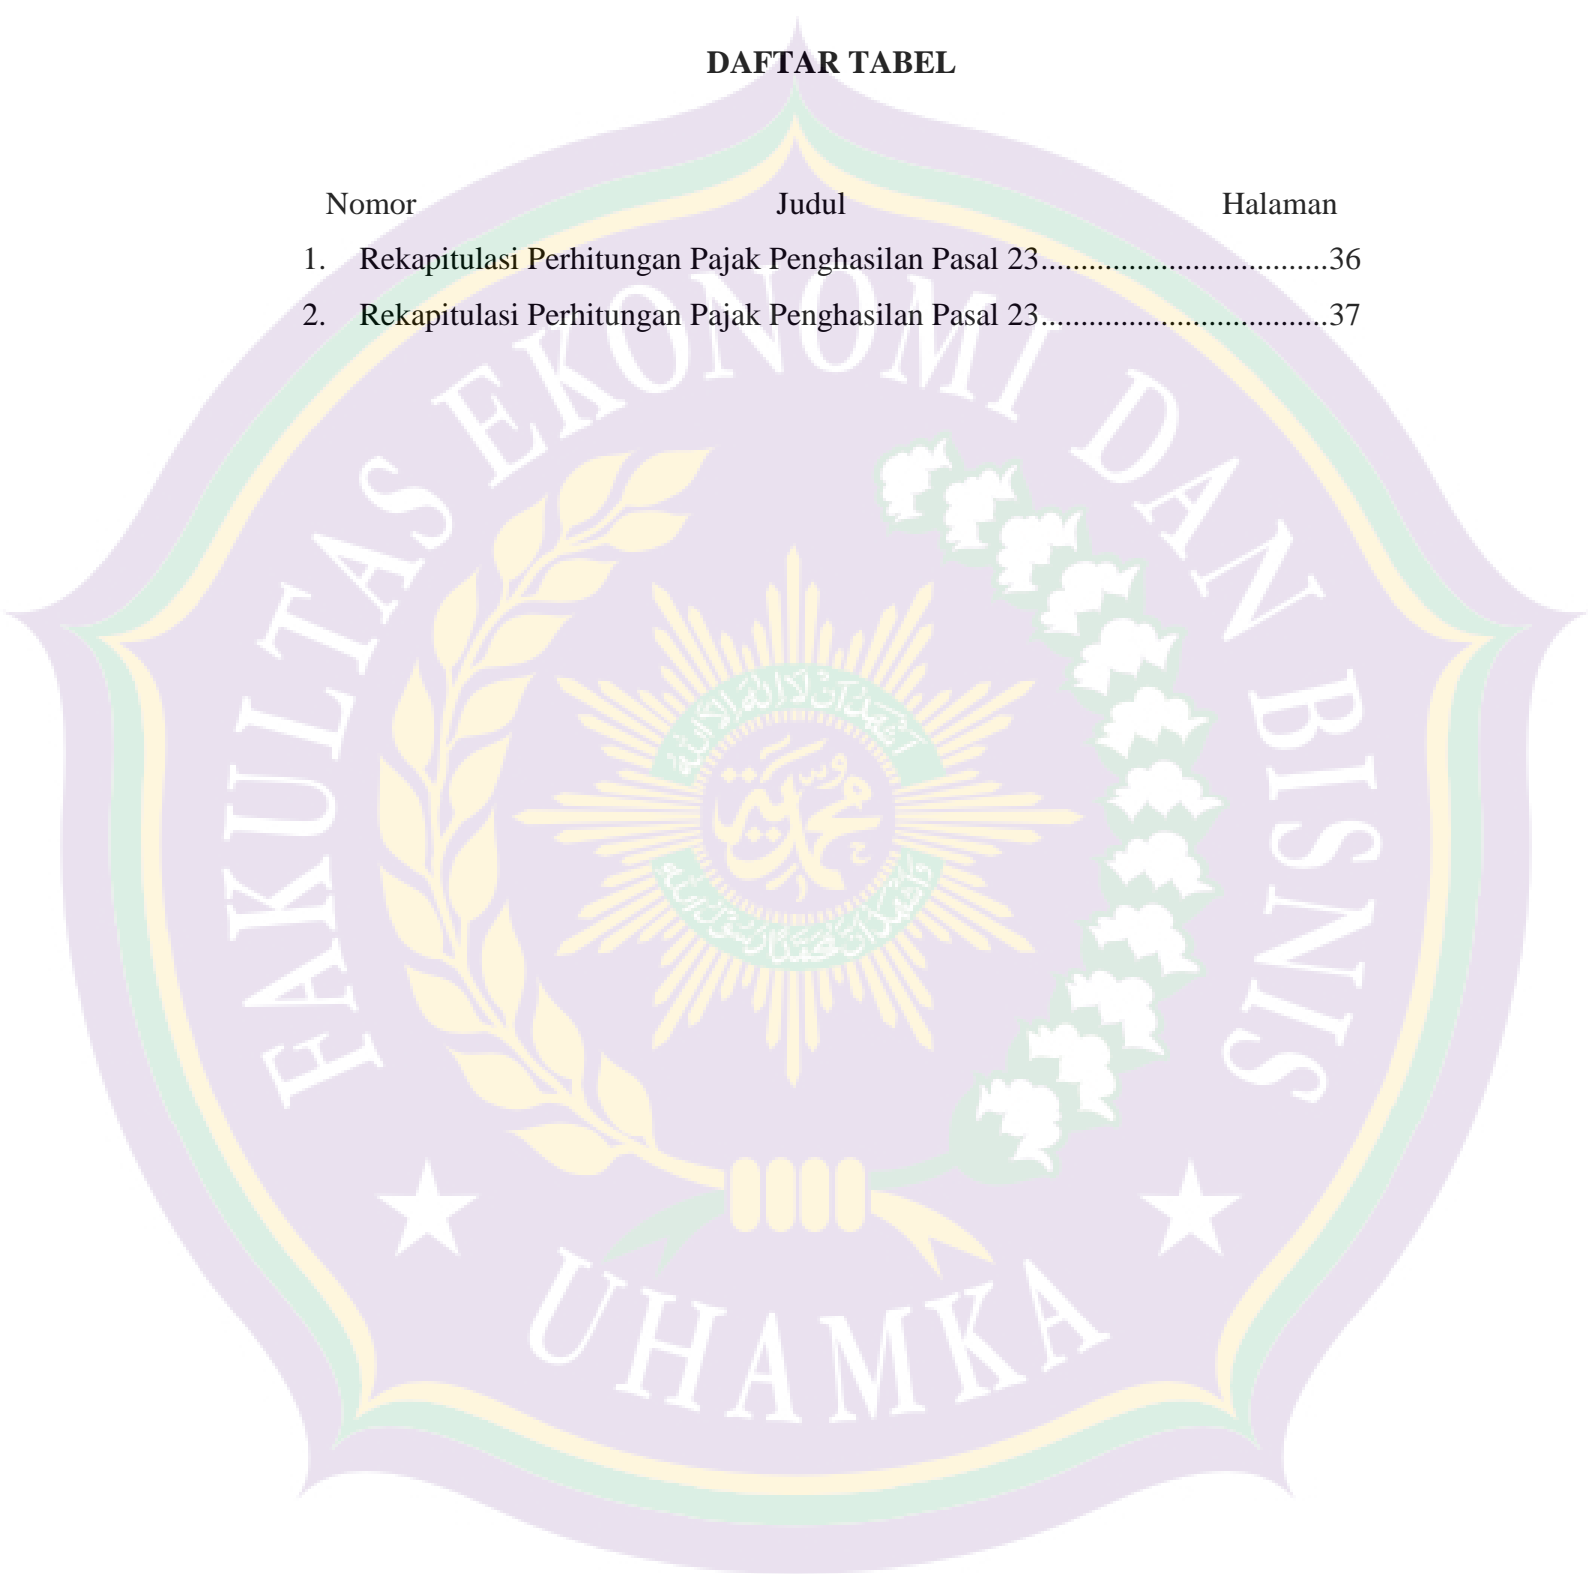 DAFTAR TABEL
Nomor Judul Halaman
1. Rekapitulasi Perhitungan Pajak Penghasilan Pasal 23....................................36
2. Rekapitulasi Perhitungan Pajak Penghasilan Pasal 23....................................37
FAKULTAS EKONOMI DAN BISNIS
UHAMKA
محمدية